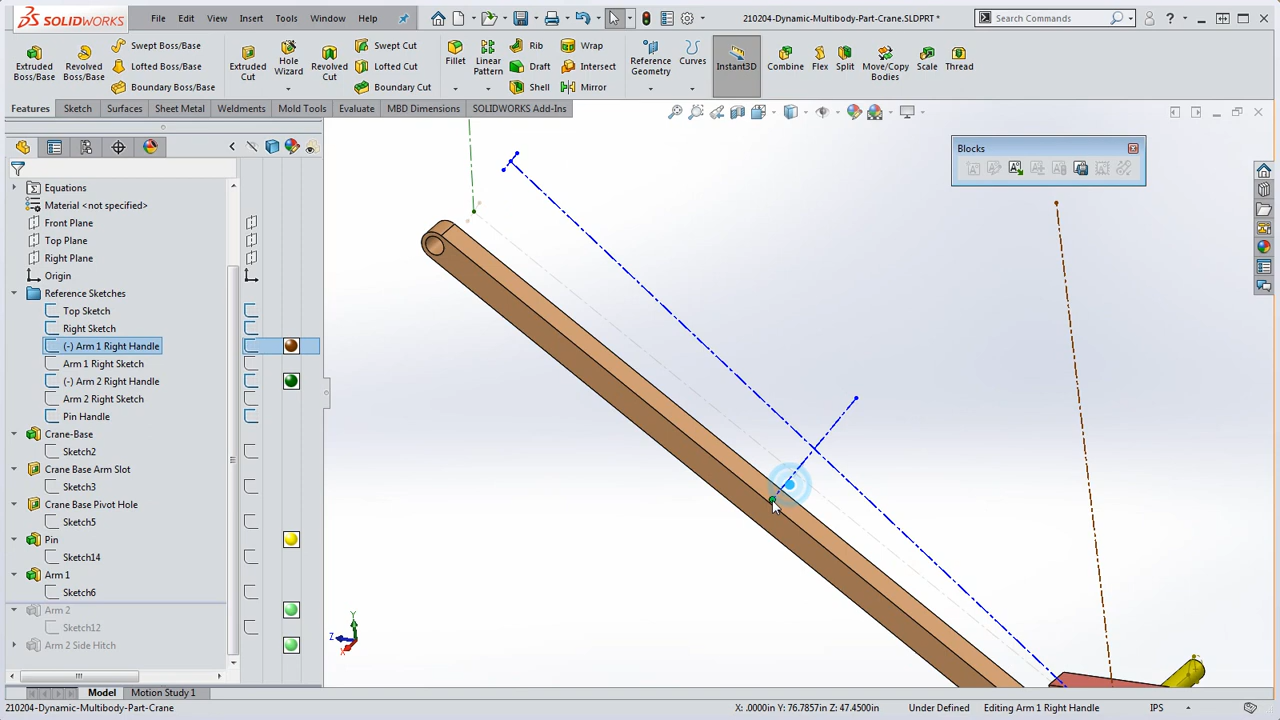 SOLIDWORKS File Edit View Insert Tools Window Help 210204-Dynamic-Multibody-Part-Crane.SLDPRT * Search Commands
Extruded Boss/Base Revolved Boss/Base Swept Boss/Base Extruded Cut Hole Wizard Revolved Cut Swept Cut Fillet Linear Pattern Rib Wrap Reference Geometry Curves Instant3D Combine Flex Split Move/Copy Bodies Scale Thread
Lofted Boss/Base Lofted Cut Draft Intersect
Boundary Boss/Base Boundary Cut Shell Mirror
Features Sketch Surfaces Sheet Metal Weldments Mold Tools Evaluate MBD Dimensions SOLIDWORKS Add-Ins
Blocks
Equations
Material <not specified>
Front Plane
Top Plane
Right Plane
Origin
Reference Sketches
Top Sketch
Right Sketch
(-) Arm 1 Right Handle
Arm 1 Right Sketch
(-) Arm 2 Right Handle
Arm 2 Right Sketch
Pin Handle
Crane-Base
Sketch2
Crane Base Arm Slot
Sketch3
Crane Base Pivot Hole
Sketch5
Pin
Sketch14
Arm 1
Sketch6
Arm 2
Sketch12
Arm 2 Side Hitch
Y
Z
X
Model Motion Study 1
210204-Dynamic-Multibody-Part-Crane X: .0000in Y: 76.7857in Z: 47.4500in Under Defined Editing Arm 1 Right Handle IPS